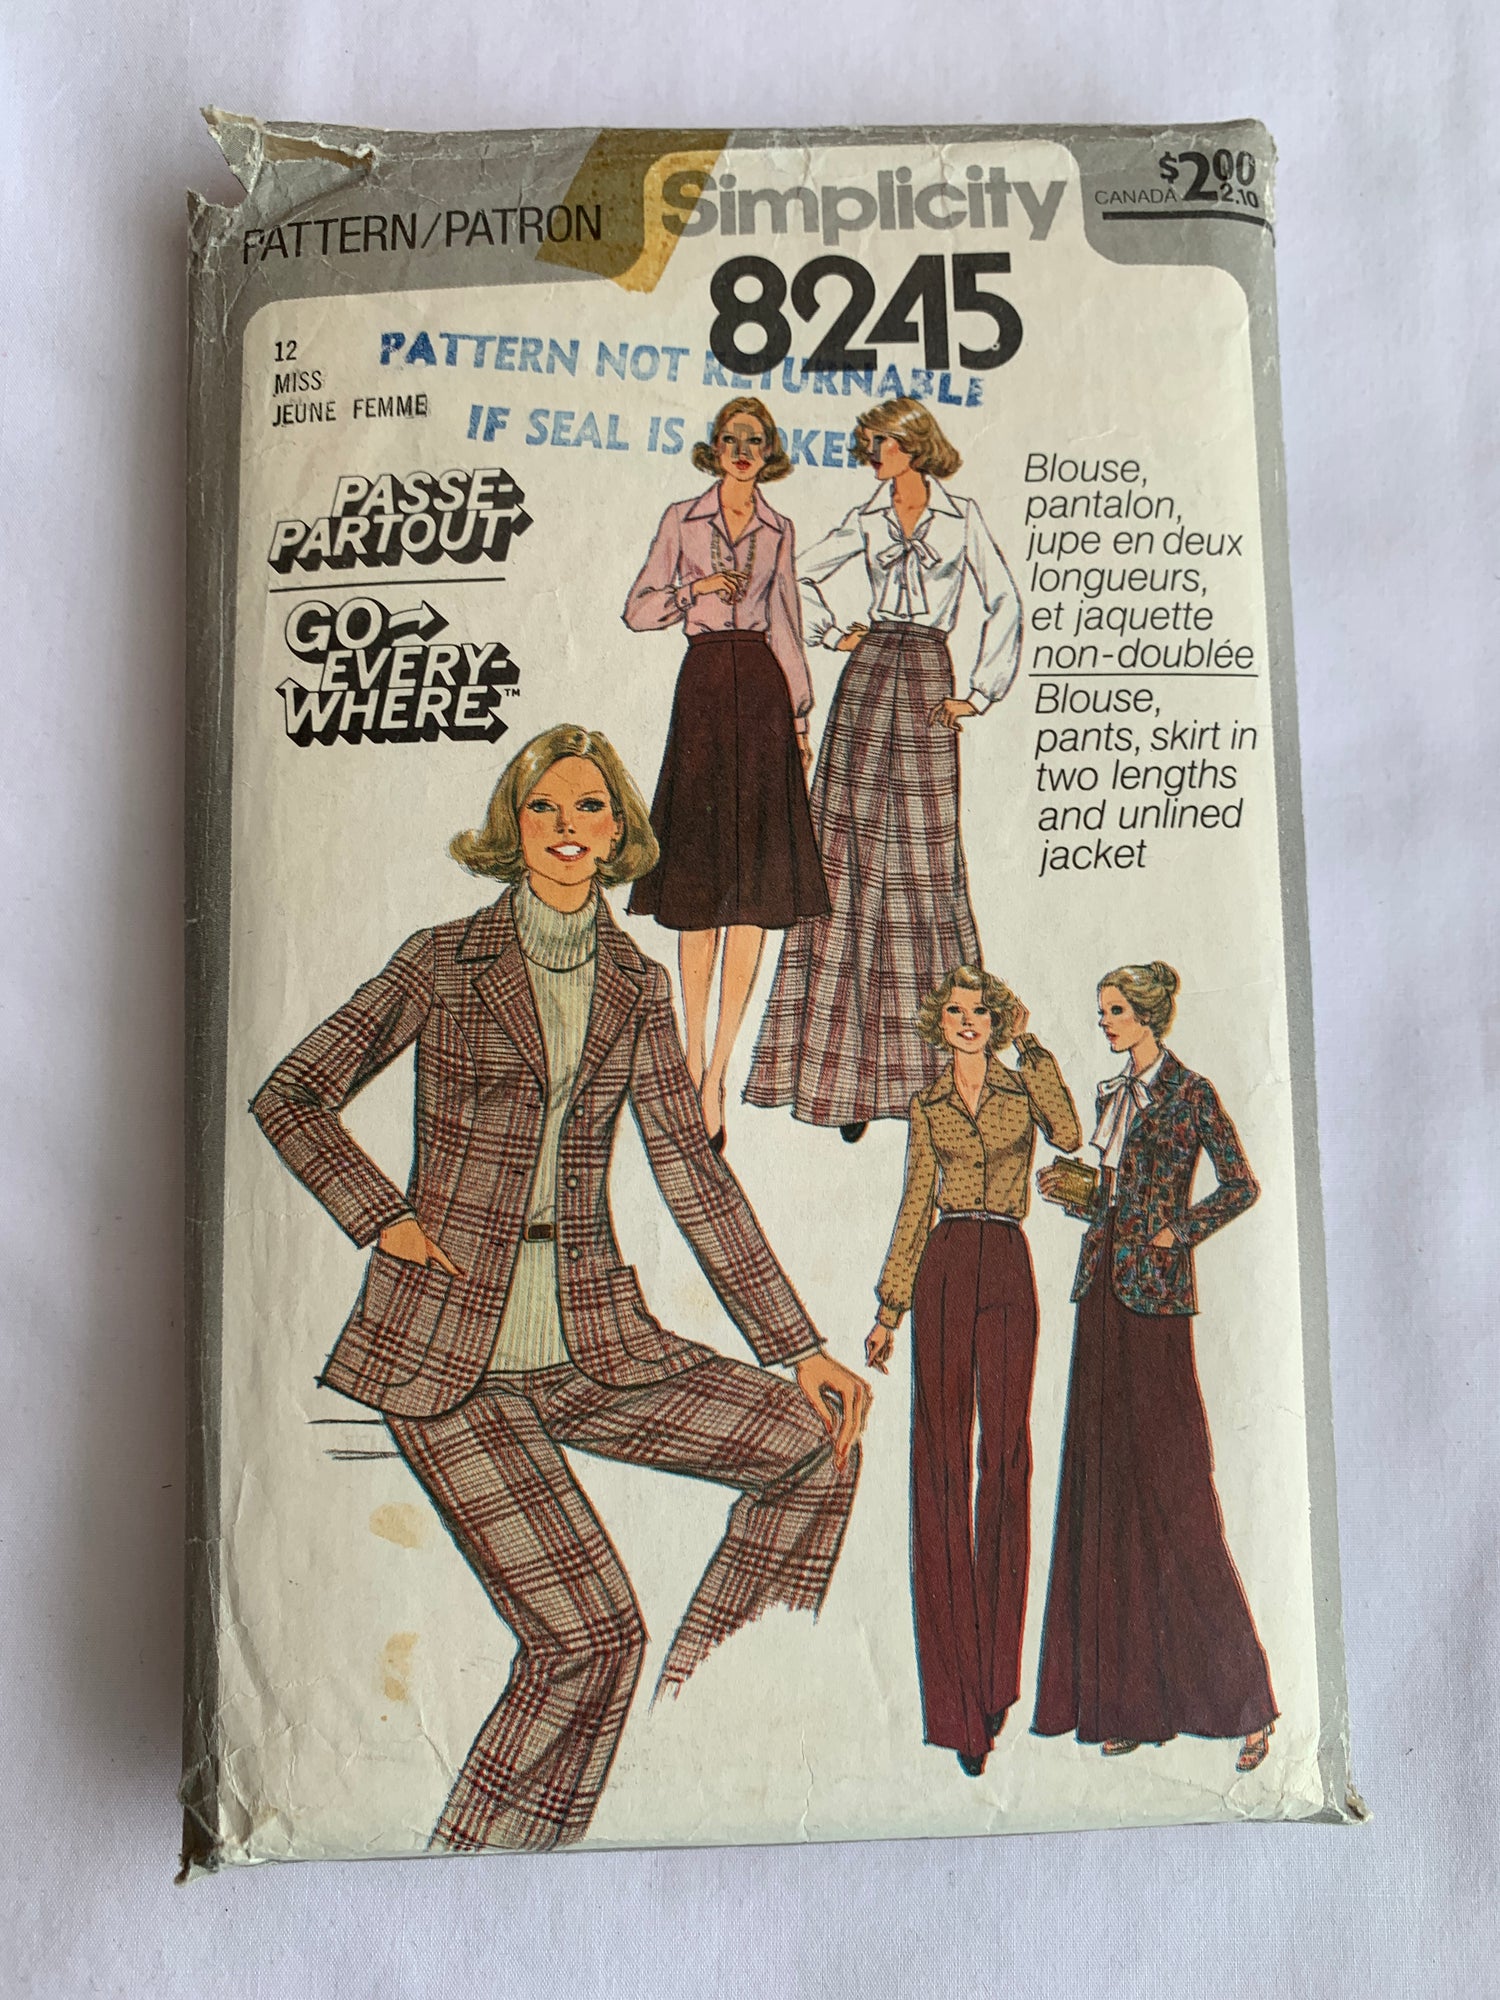 PATTERN/PATRON
Simplicity
$2.00
CANADA 2.10
8245
12
MISS
JEUNE FEMME
PATTERN NOT RETURNABLE
IF SEAL IS BROKEN
PASSE-
PARTOUT
GO
EVERY-
WHERE™
Blouse,
pantalon,
jupe en deux
longueurs,
et jaquette
non-doublée
Blouse,
pants, skirt in
two lengths
and unlined
jacket